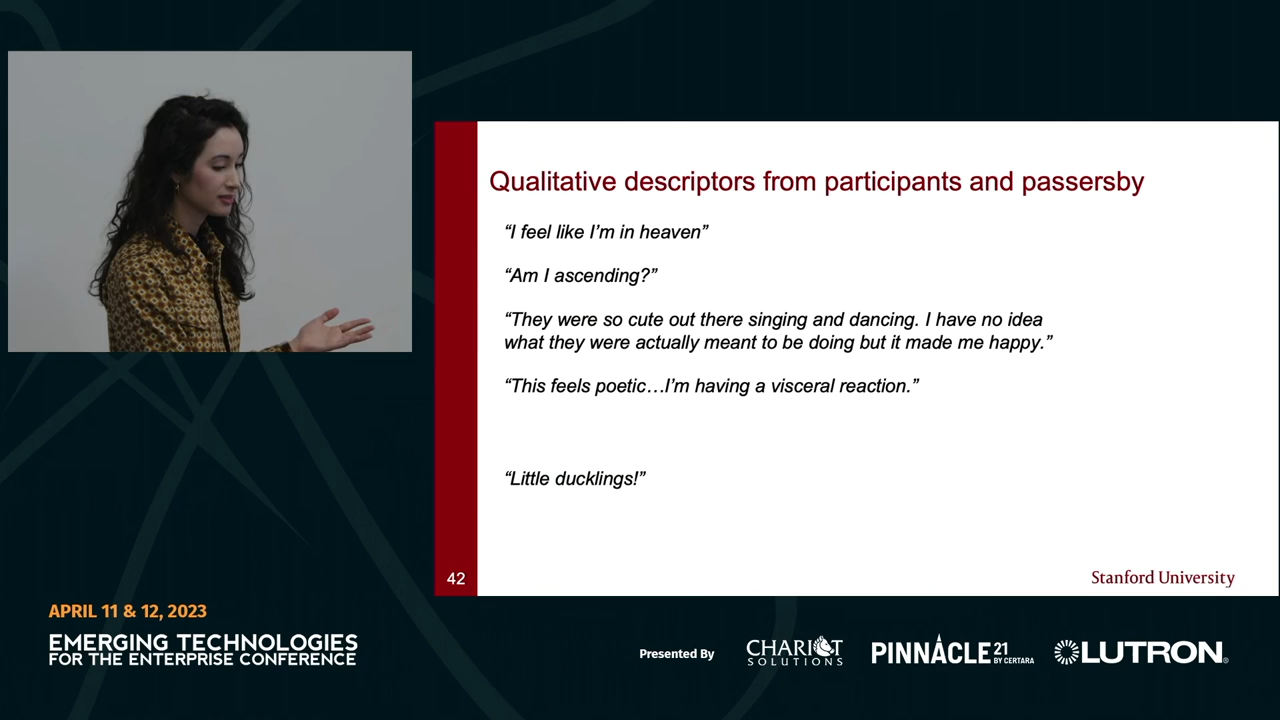 Qualitative descriptors from participants and passersby
“I feel like I’m in heaven”
“Am I ascending?”
“They were so cute out there singing and dancing. I have no idea
what they were actually meant to be doing but it made me happy.”
“This feels poetic…I’m having a visceral reaction.”
“Little ducklings!”
42
Stanford University
APRIL 11 & 12, 2023
EMERGING TECHNOLOGIES
FOR THE ENTERPRISE CONFERENCE
Presented By
CHARIOT
SOLUTIONS
PINNACLE 21
BY CERTARA
LUTRON®